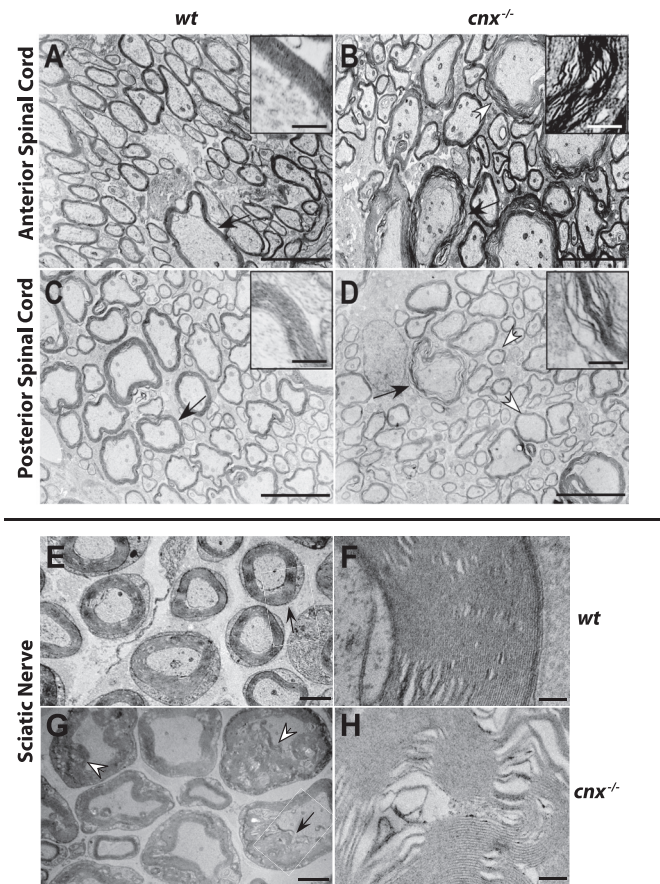 wt cnx -/-
Anterior Spinal Cord
A B
Posterior Spinal Cord
C D
Sciatic Nerve
E F
wt
G H
cnx -/-